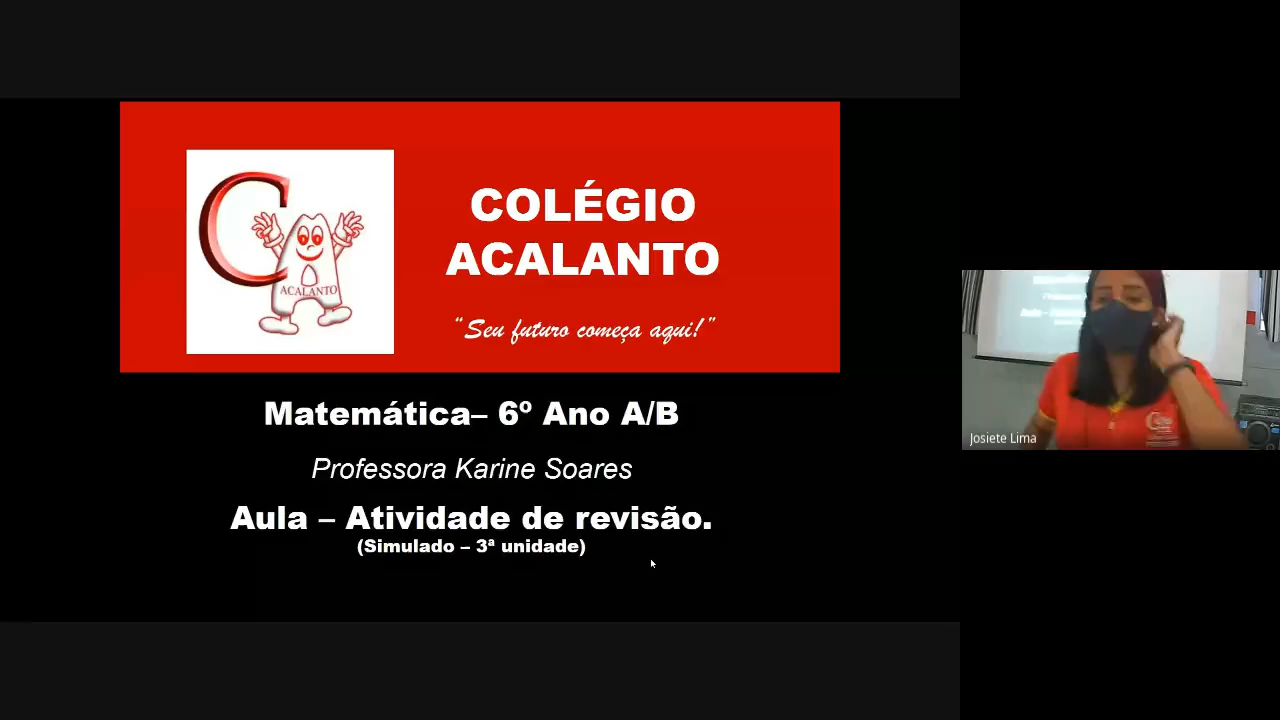 COLÉGIO
ACALANTO
ACALANTO
“Seu futuro começa aqui!”
Matemática– 6º Ano A/B
Professora Karine Soares
Aula – Atividade de revisão.
(Simulado – 3ª unidade)
Josiete Lima